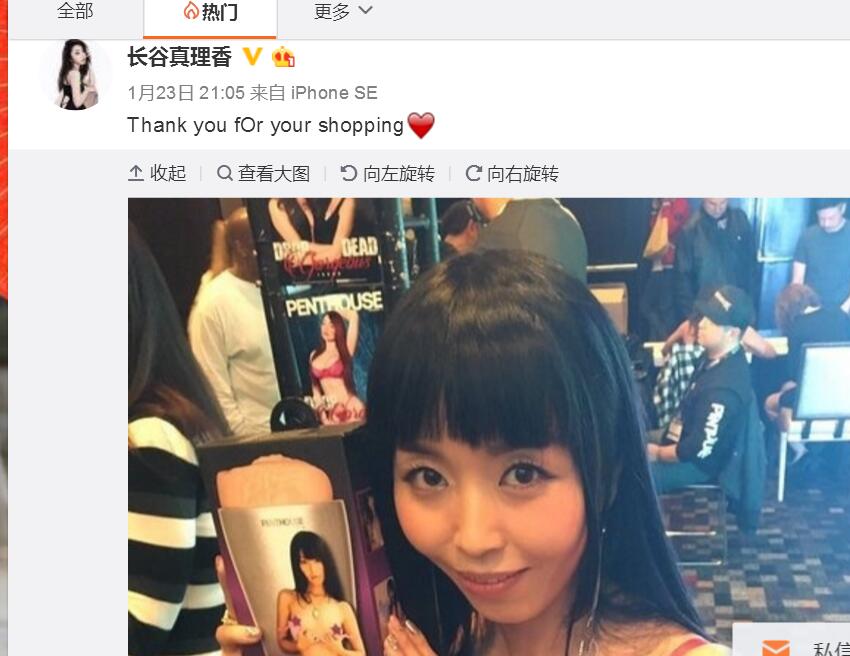 全部
热门
更多
长谷真理香
1月23日 21:05 来自 iPhone SE
Thank you fOr your shopping
收起
查看大图
向左旋转
向右旋转
DROP DEAD
Gorgeous
PENTHOUSE
PENTHOUSE
私信